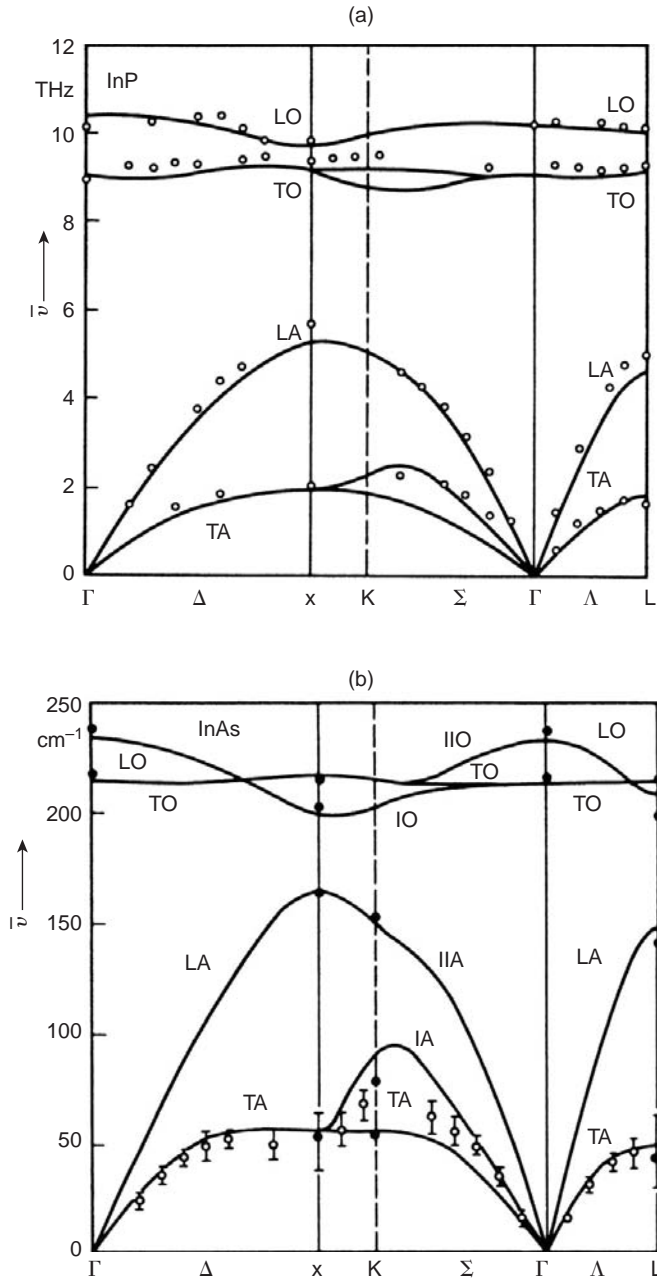 (a)
12
THz
InP
LO
LO
10
TO
TO
8
ν̄
6
LA
LA
4
TA
2
TA
0
Γ Δ x K Σ Γ Λ L
(b)
250
cm⁻¹
InAs
IIO
LO
LO
TO
TO
TO
200
IO
ν̄
150
LA
IIA
LA
100
IA
TA
TA
TA
50
0
Γ Δ x K Σ Γ Λ L